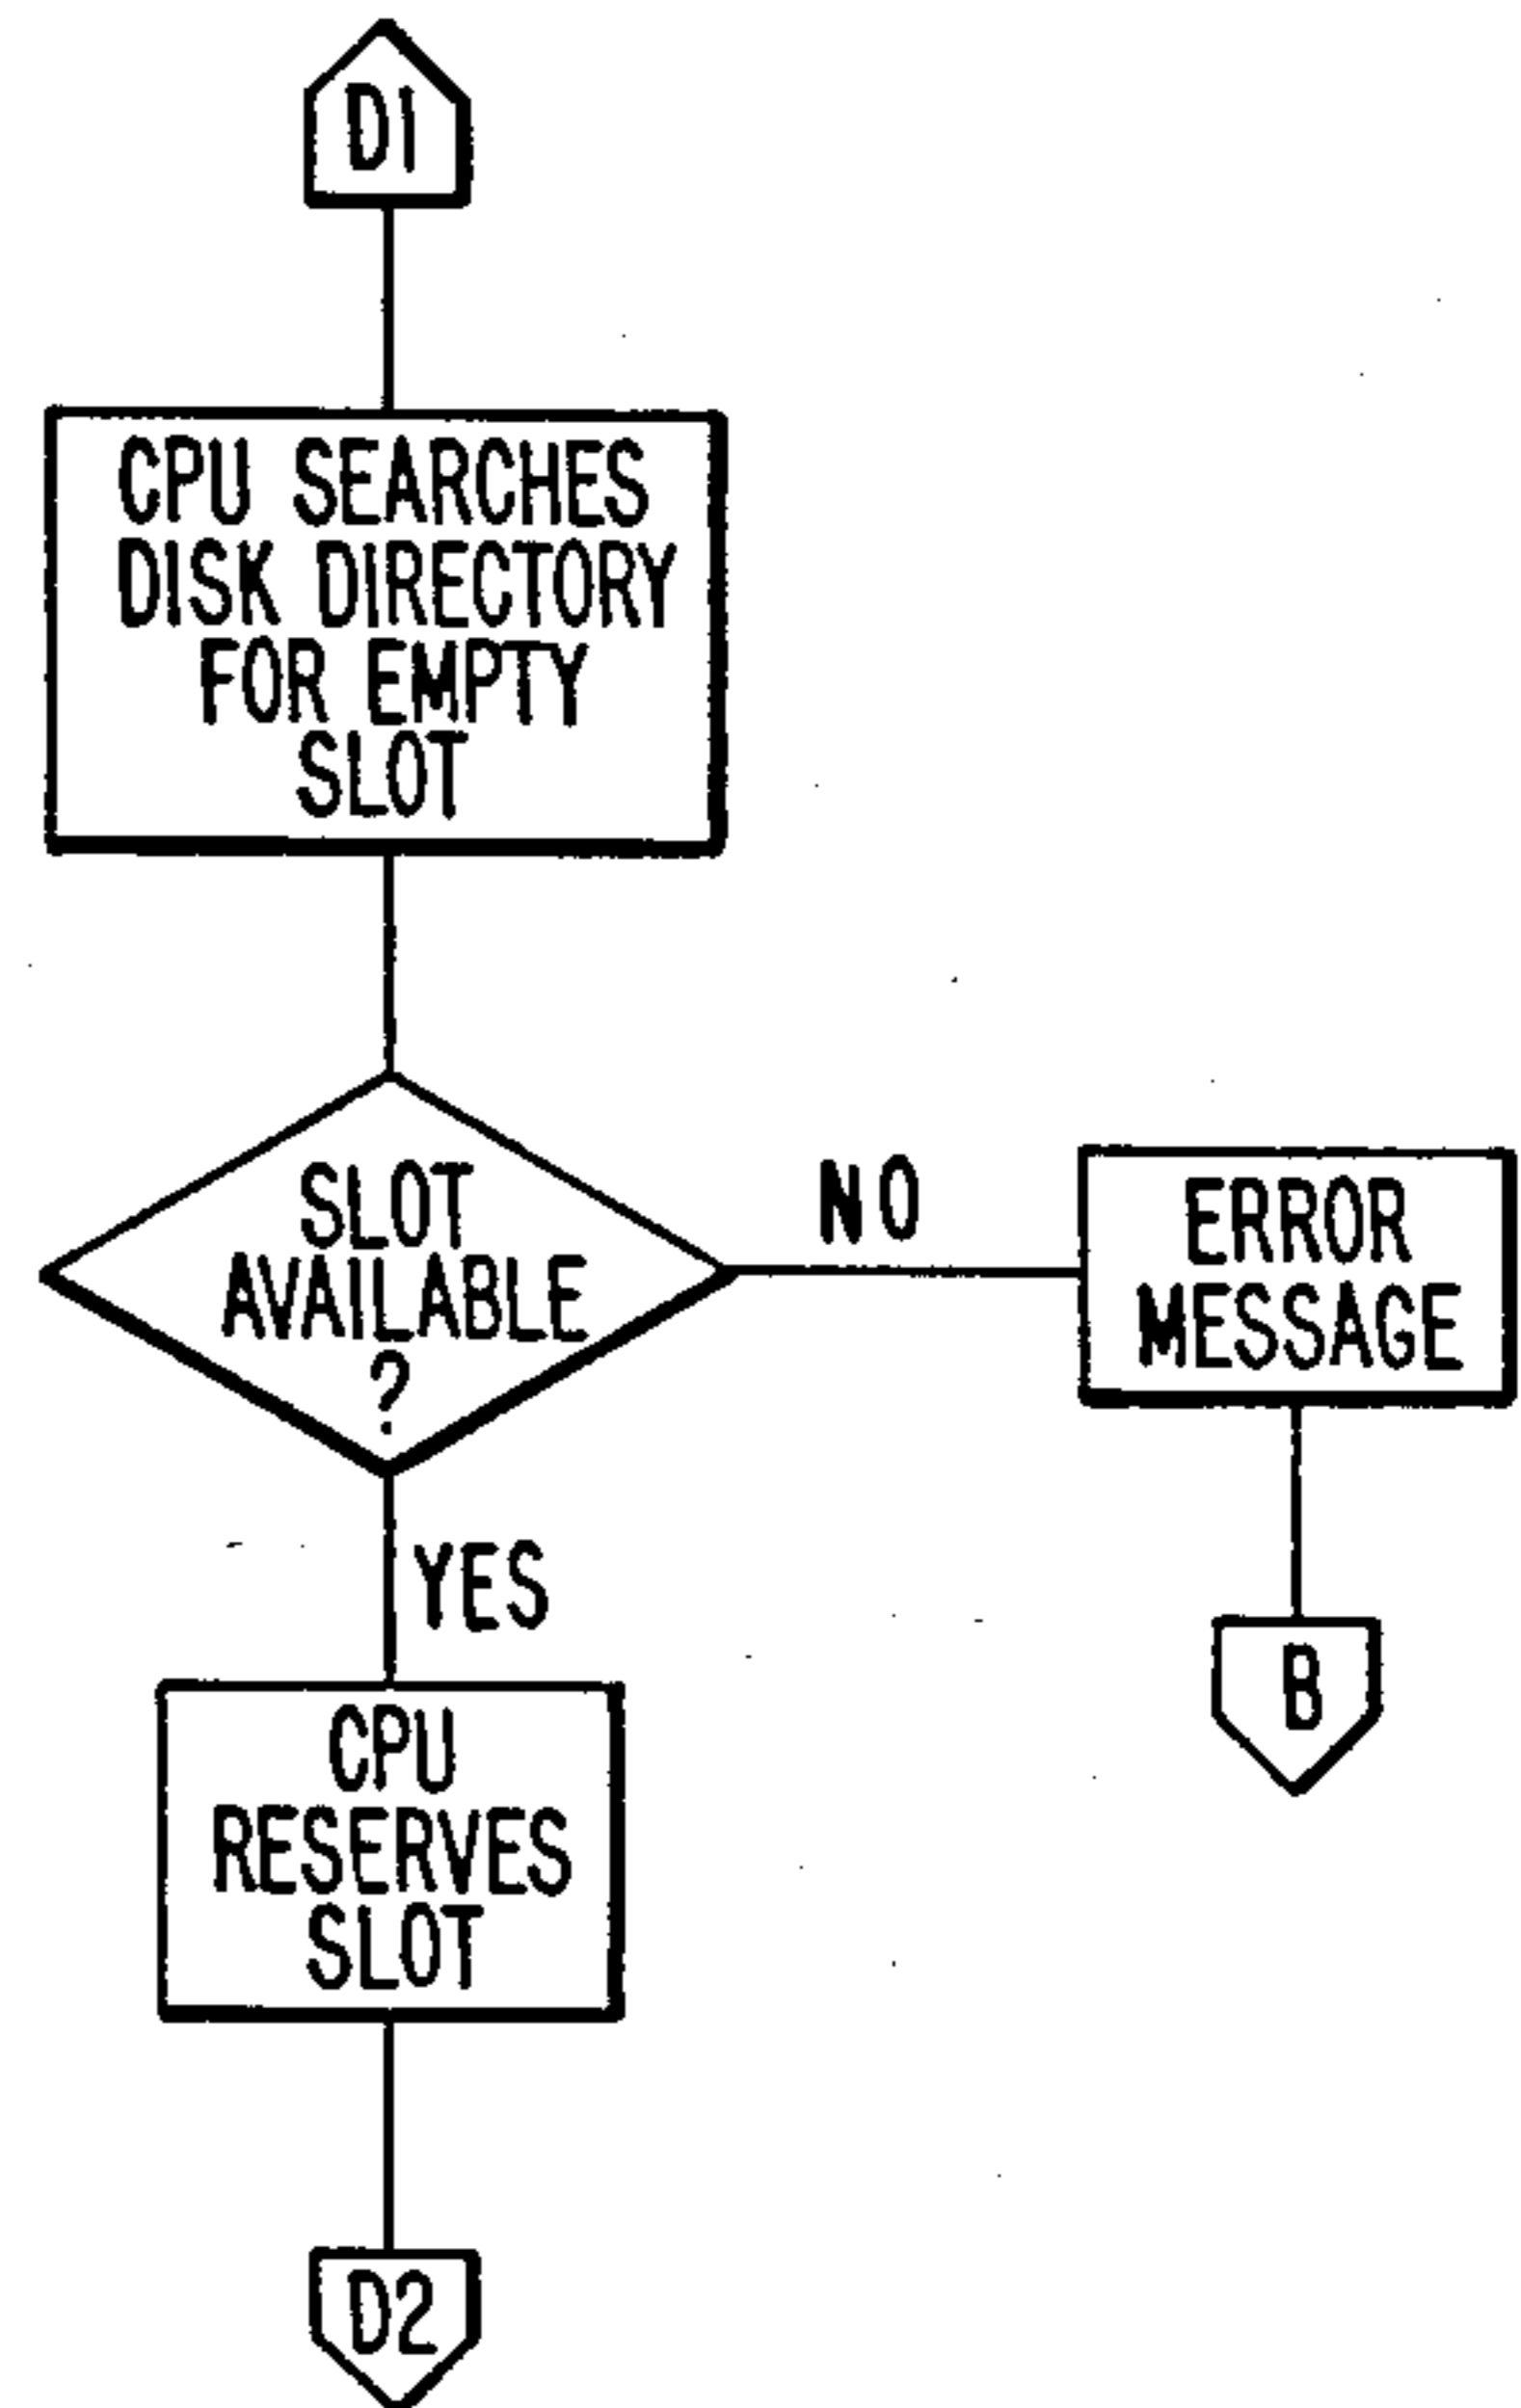 D1
CPU SEARCHES
DISK DIRECTORY
FOR EMPTY
SLOT
SLOT
AVAILABLE
?
NO
ERROR
MESSAGE
B
YES
CPU
RESERVES
SLOT
D2